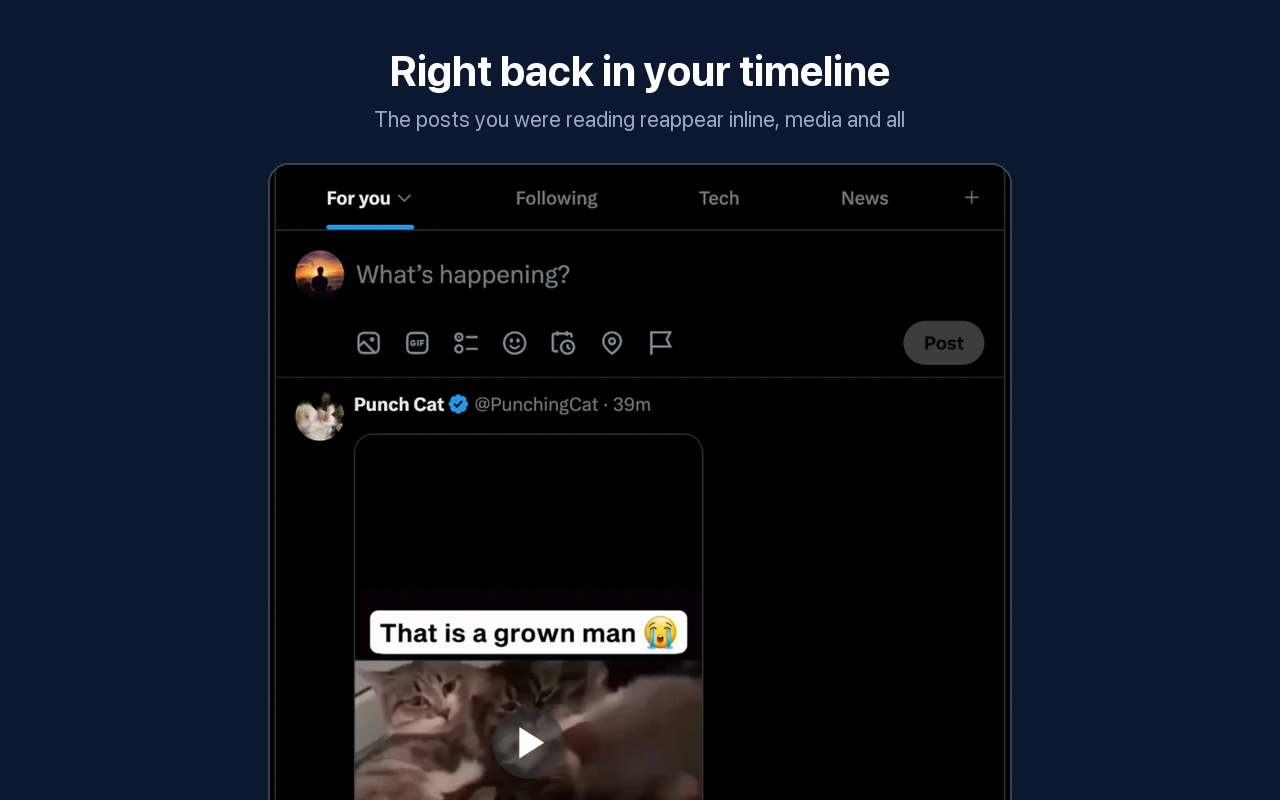 Right back in your timeline
The posts you were reading reappear inline, media and all
For you Following Tech News
What’s happening?
GIF
Post
Punch Cat @PunchingCat · 39m
That is a grown man 😭